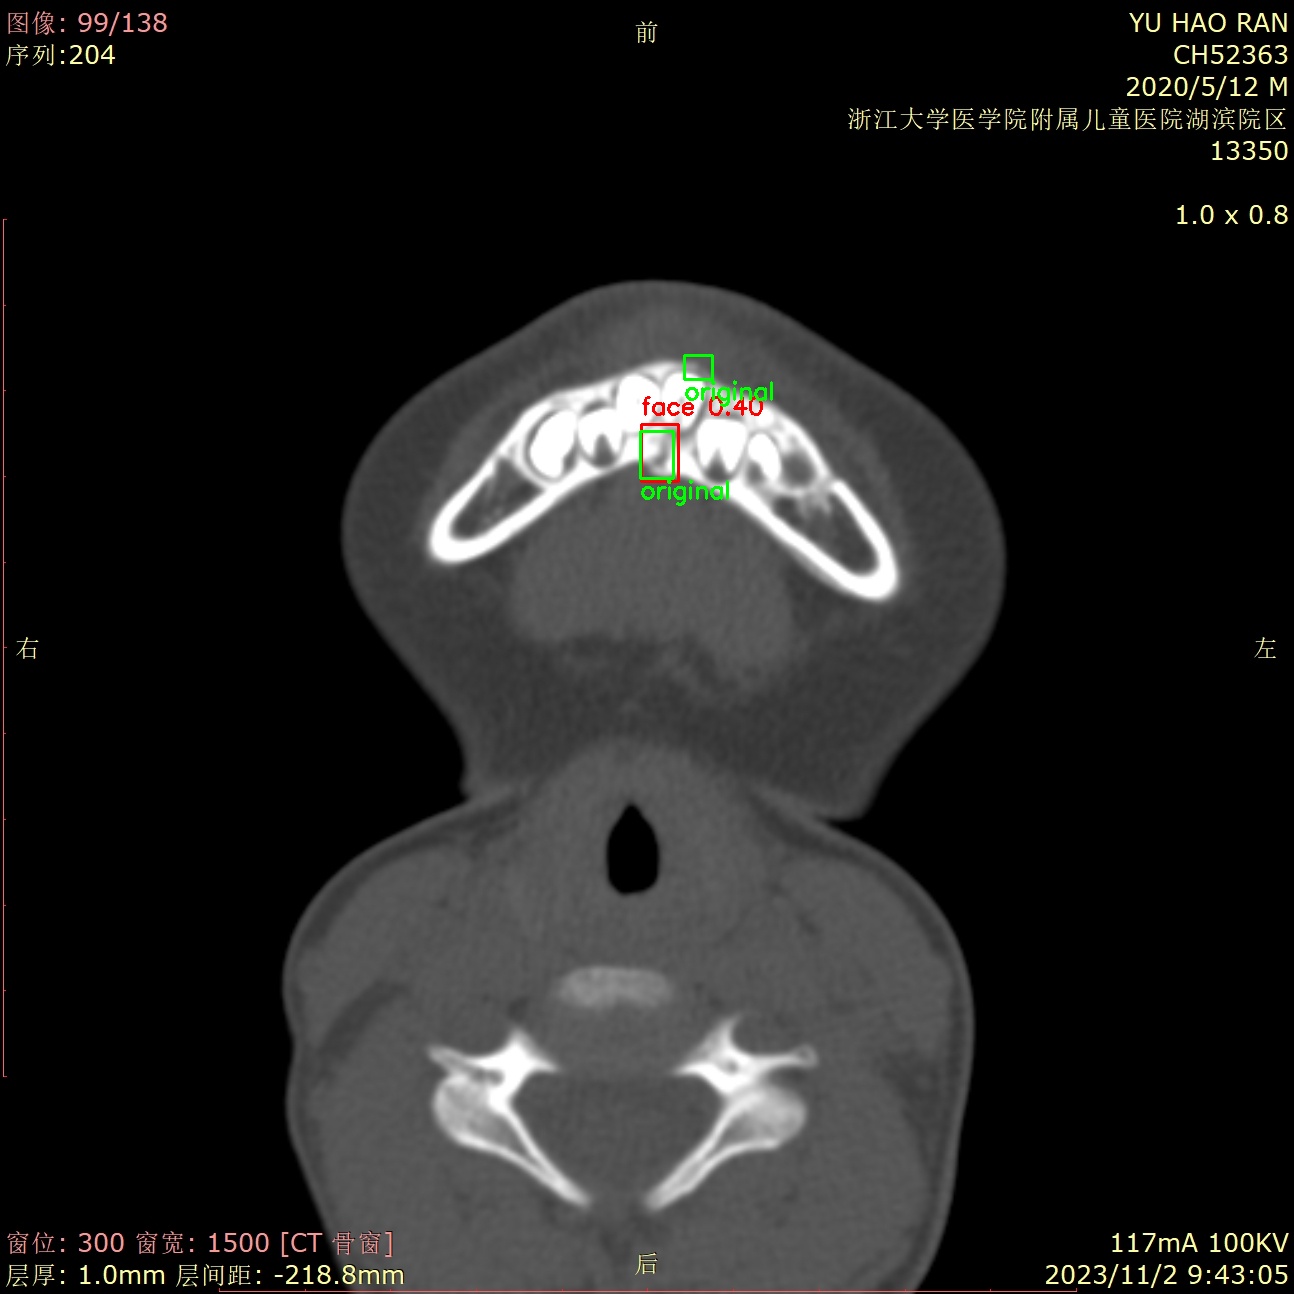 图像: 99/138
序列:204
前
YU HAO RAN
CH52363
2020/5/12 M
浙江大学医学院附属儿童医院湖滨院区
13350
1.0 x 0.8
original
face 0.40
original
右
左
窗位: 300 窗宽: 1500 [CT 骨窗]
层厚: 1.0mm 层间距: -218.8mm
后
117mA 100KV
2023/11/2 9:43:05